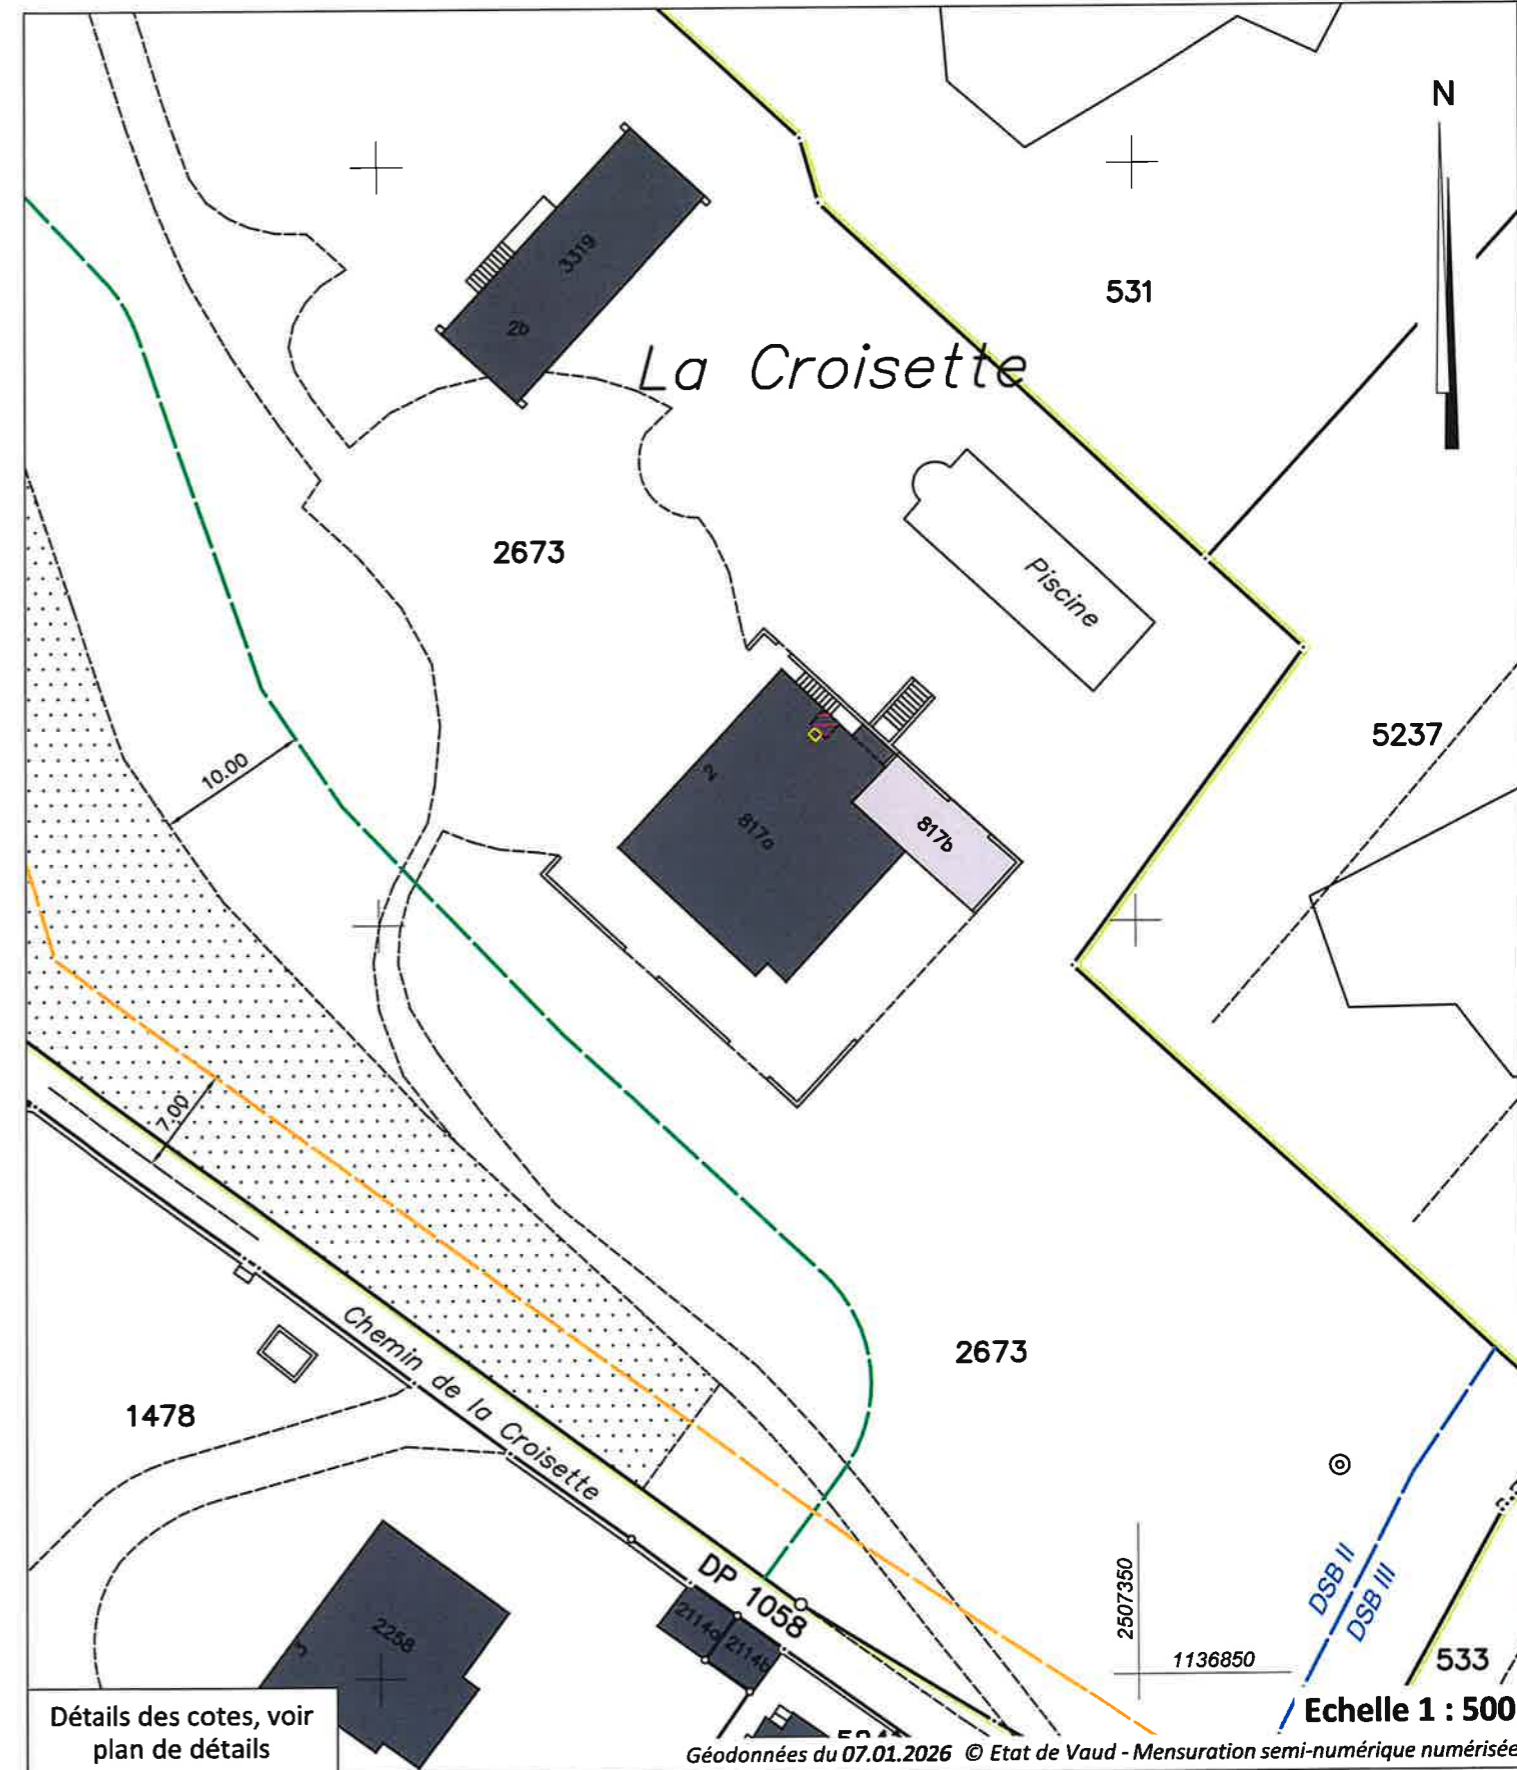 N
3319
2b
531
La Croisette
2673
Piscine
5237
10.00
2
817a
817b
7.00
Chemin de la Croisette
2673
1478
DP 1058
2507350
1136850
DSB II
DSB III
533
2258
3
2114a
2114b
Echelle 1 : 500
Détails des cotes, voir
plan de détails
Géodonnées du 07.01.2026 © Etat de Vaud - Mensuration semi-numérique numérisée